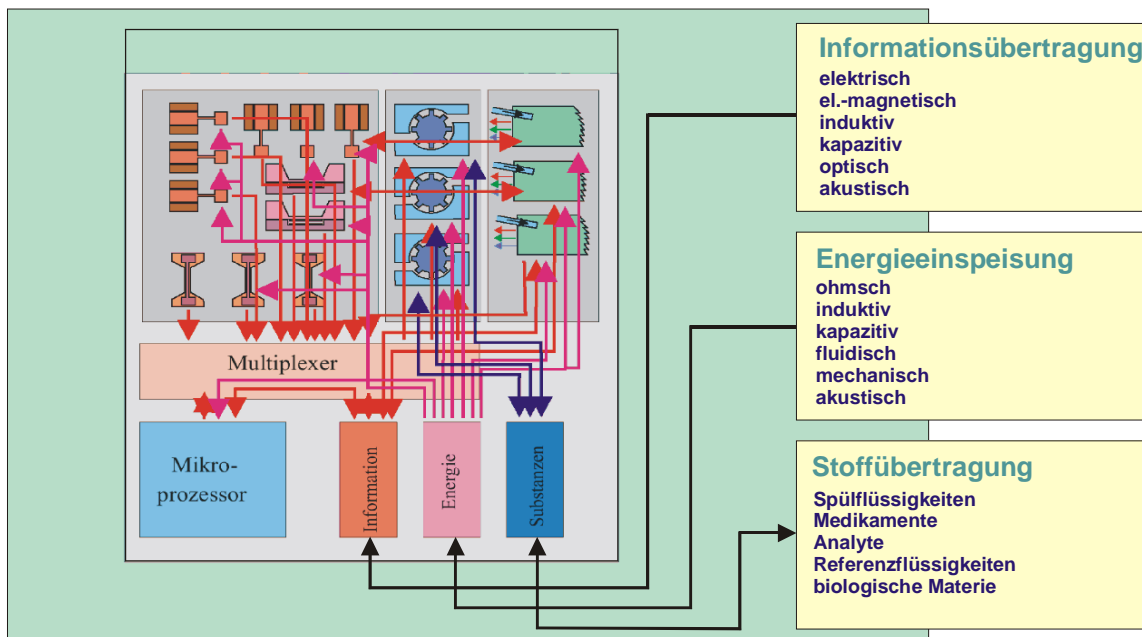 Informationsübertragung
elektrisch
el.-magnetisch
induktiv
kapazitiv
optisch
akustisch
Energieeinspeisung
ohmsch
induktiv
kapazitiv
fluidisch
mechanisch
akustisch
Stoffübertragung
Spülflüssigkeiten
Medikamente
Analyte
Referenzflüssigkeiten
biologische Materie
Multiplexer
Mikro-
prozessor
Information
Energie
Substanzen